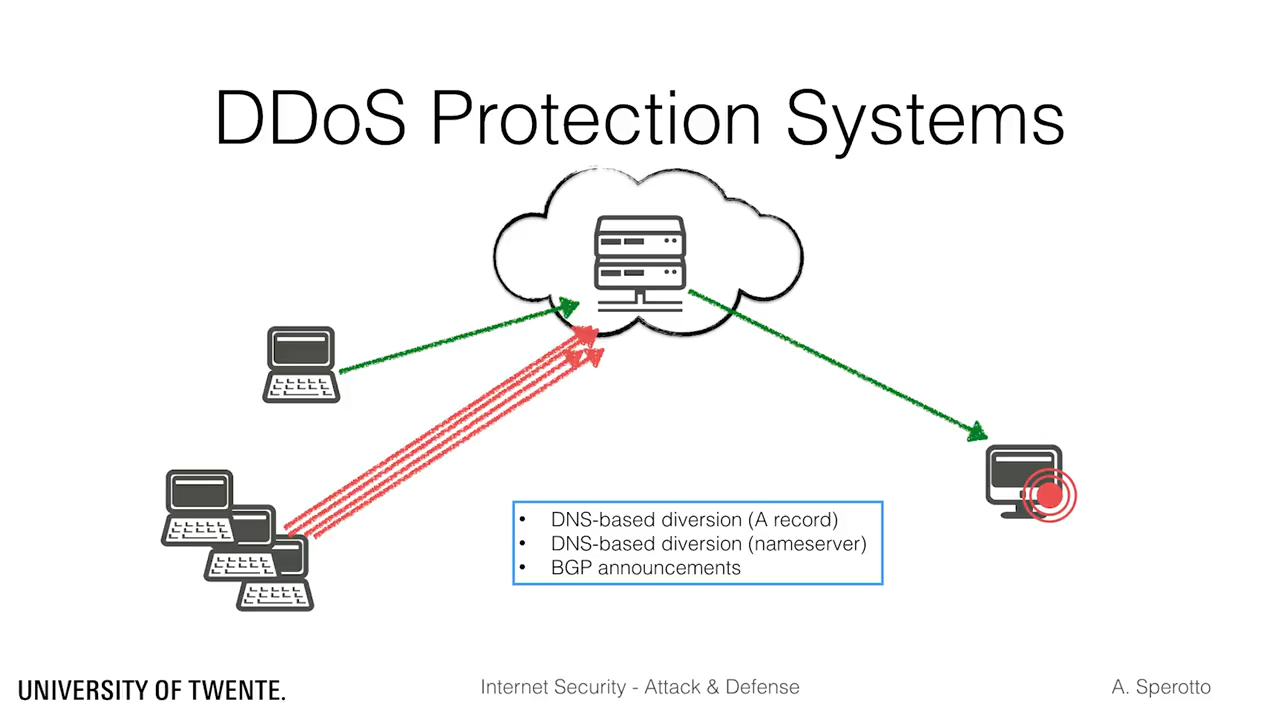 DDoS Protection Systems
• DNS-based diversion (A record)
• DNS-based diversion (nameserver)
• BGP announcements
UNIVERSITY OF TWENTE.
Internet Security - Attack & Defense
A. Sperotto